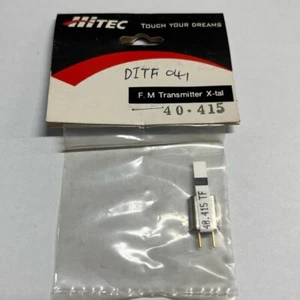 HiTEC TOUCH YOUR DREAMS
DITF 041
F. M Transmitter X-tal
40.415
40.415 TF